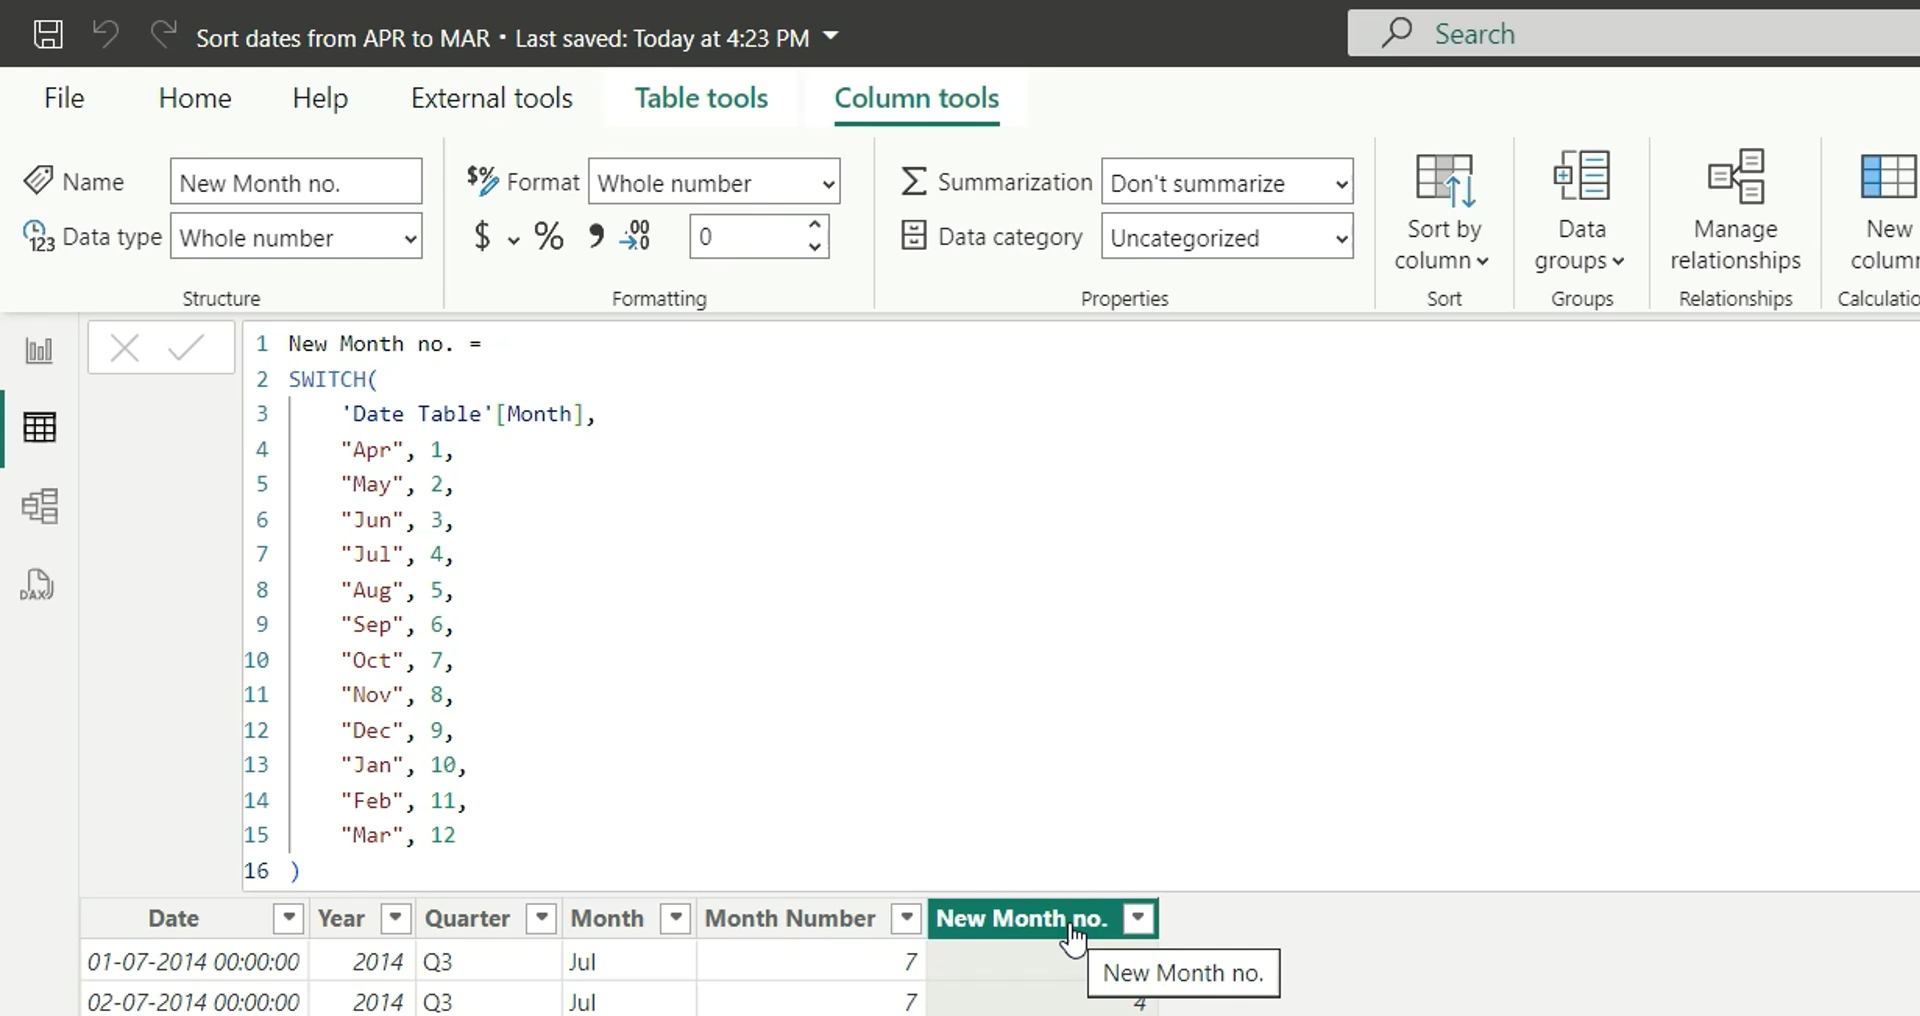 Sort dates from APR to MAR • Last saved: Today at 4:23 PM
Search
File Home Help External tools Table tools Column tools
Name New Month no.
Data type Whole number
Structure
$% Format Whole number
$ % , .00 0
Formatting
Summarization Don't summarize
Data category Uncategorized
Properties
Sort by
column
Sort
Data
groups
Groups
Manage
relationships
Relationships
New
column
Calculatio
123
DAX
1 New Month no. =
2 SWITCH(
3 'Date Table'[Month],
4 "Apr", 1,
5 "May", 2,
6 "Jun", 3,
7 "Jul", 4,
8 "Aug", 5,
9 "Sep", 6,
10 "Oct", 7,
11 "Nov", 8,
12 "Dec", 9,
13 "Jan", 10,
14 "Feb", 11,
15 "Mar", 12
16 )
Date Year Quarter Month Month Number New Month no.
01-07-2014 00:00:00 2014 Q3 Jul 7
New Month no.
02-07-2014 00:00:00 2014 Q3 Jul 7 4